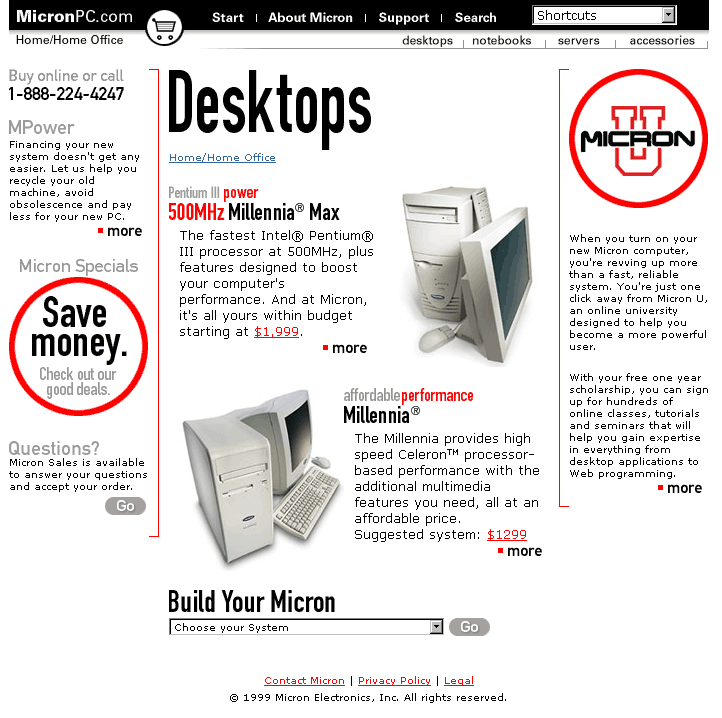 MicronPC.com
Start | About Micron | Support | Search
Shortcuts
Home/Home Office
desktops | notebooks | servers | accessories
Buy online or call
1-888-224-4247
MPower
Financing your new
system doesn't get any
easier. Let us help you
recycle your old
machine, avoid
obsolescence and pay
less for your new PC.
more
Micron Specials
Save
money.
Check out our
good deals.
Questions?
Micron Sales is available
to answer your questions
and accept your order.
Go
Desktops
Home/Home Office
Pentium III power
500MHz Millennia® Max
The fastest Intel® Pentium®
III processor at 500MHz, plus
features designed to boost
your computer's
performance. And at Micron,
it's all yours within budget
starting at $1,999.
more
affordableperformance
Millennia®
The Millennia provides high
speed Celeron™ processor-
based performance with the
additional multimedia
features you need, all at an
affordable price.
Suggested system: $1299
more
Build Your Micron
Choose your System
Go
U
MICRON
When you turn on your
new Micron computer,
you're revving up more
than a fast, reliable
system. You're just one
click away from Micron U,
an online university
designed to help you
become a more powerful
user.
With your free one year
scholarship, you can sign
up for hundreds of
online classes, tutorials
and seminars that will
help you gain expertise
in everything from
desktop applications to
Web programming.
more
Contact Micron | Privacy Policy | Legal
© 1999 Micron Electronics, Inc. All rights reserved.